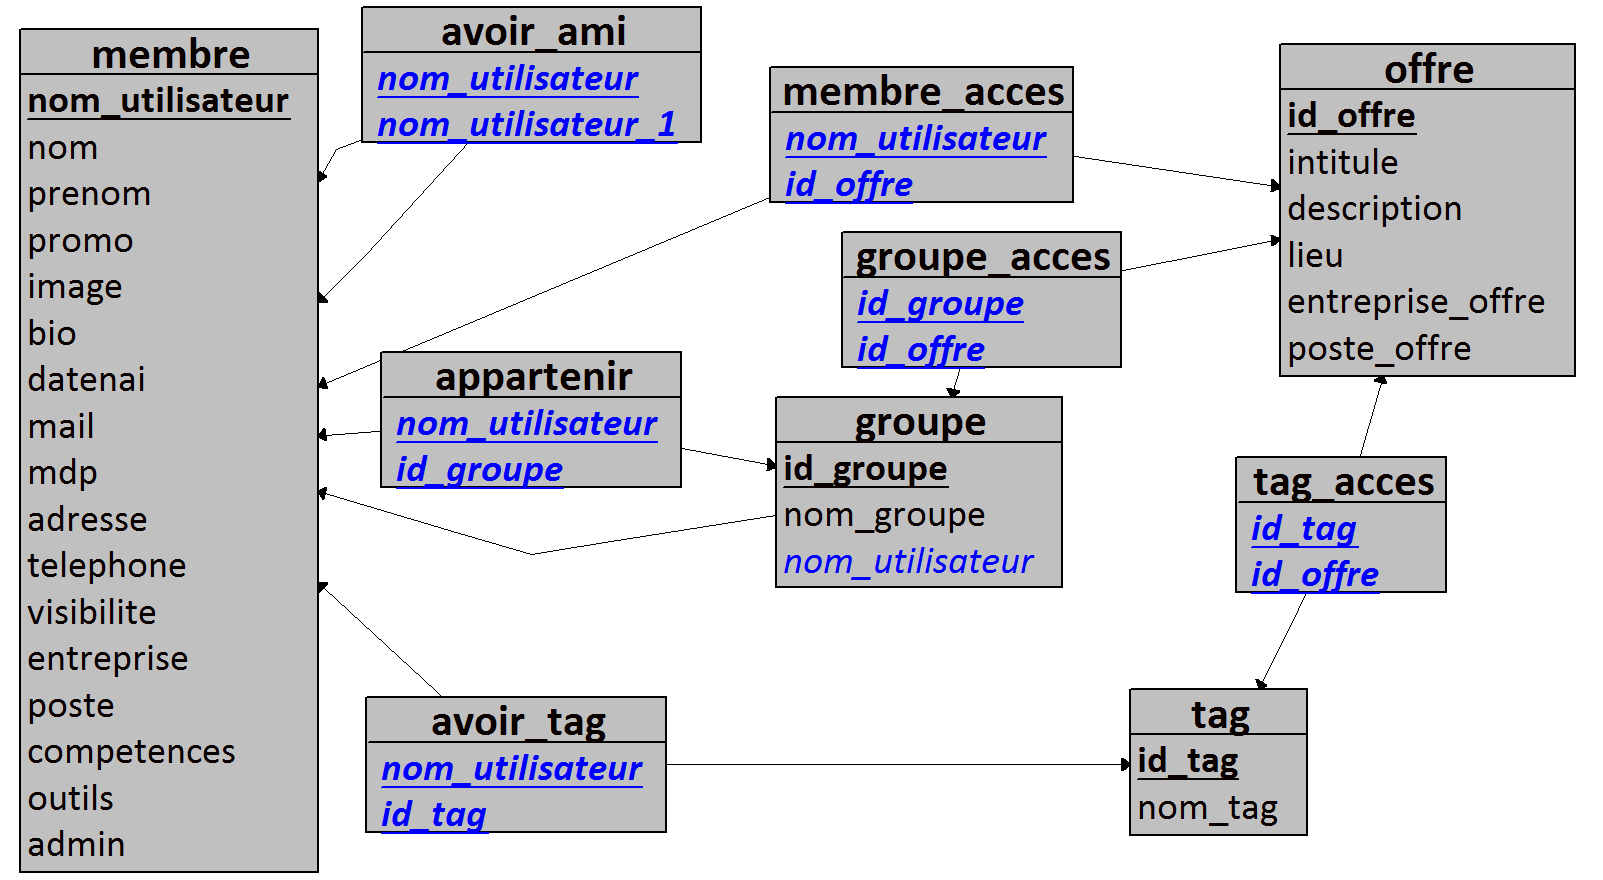 membre
nom_utilisateur
nom
prenom
promo
image
bio
datenai
mail
mdp
adresse
telephone
visibilite
entreprise
poste
competences
outils
admin
avoir_ami
nom_utilisateur
nom_utilisateur_1
membre_acces
nom_utilisateur
id_offre
offre
id_offre
intitule
description
lieu
entreprise_offre
poste_offre
groupe_acces
id_groupe
id_offre
appartenir
nom_utilisateur
id_groupe
groupe
id_groupe
nom_groupe
nom_utilisateur
tag_acces
id_tag
id_offre
avoir_tag
nom_utilisateur
id_tag
tag
id_tag
nom_tag